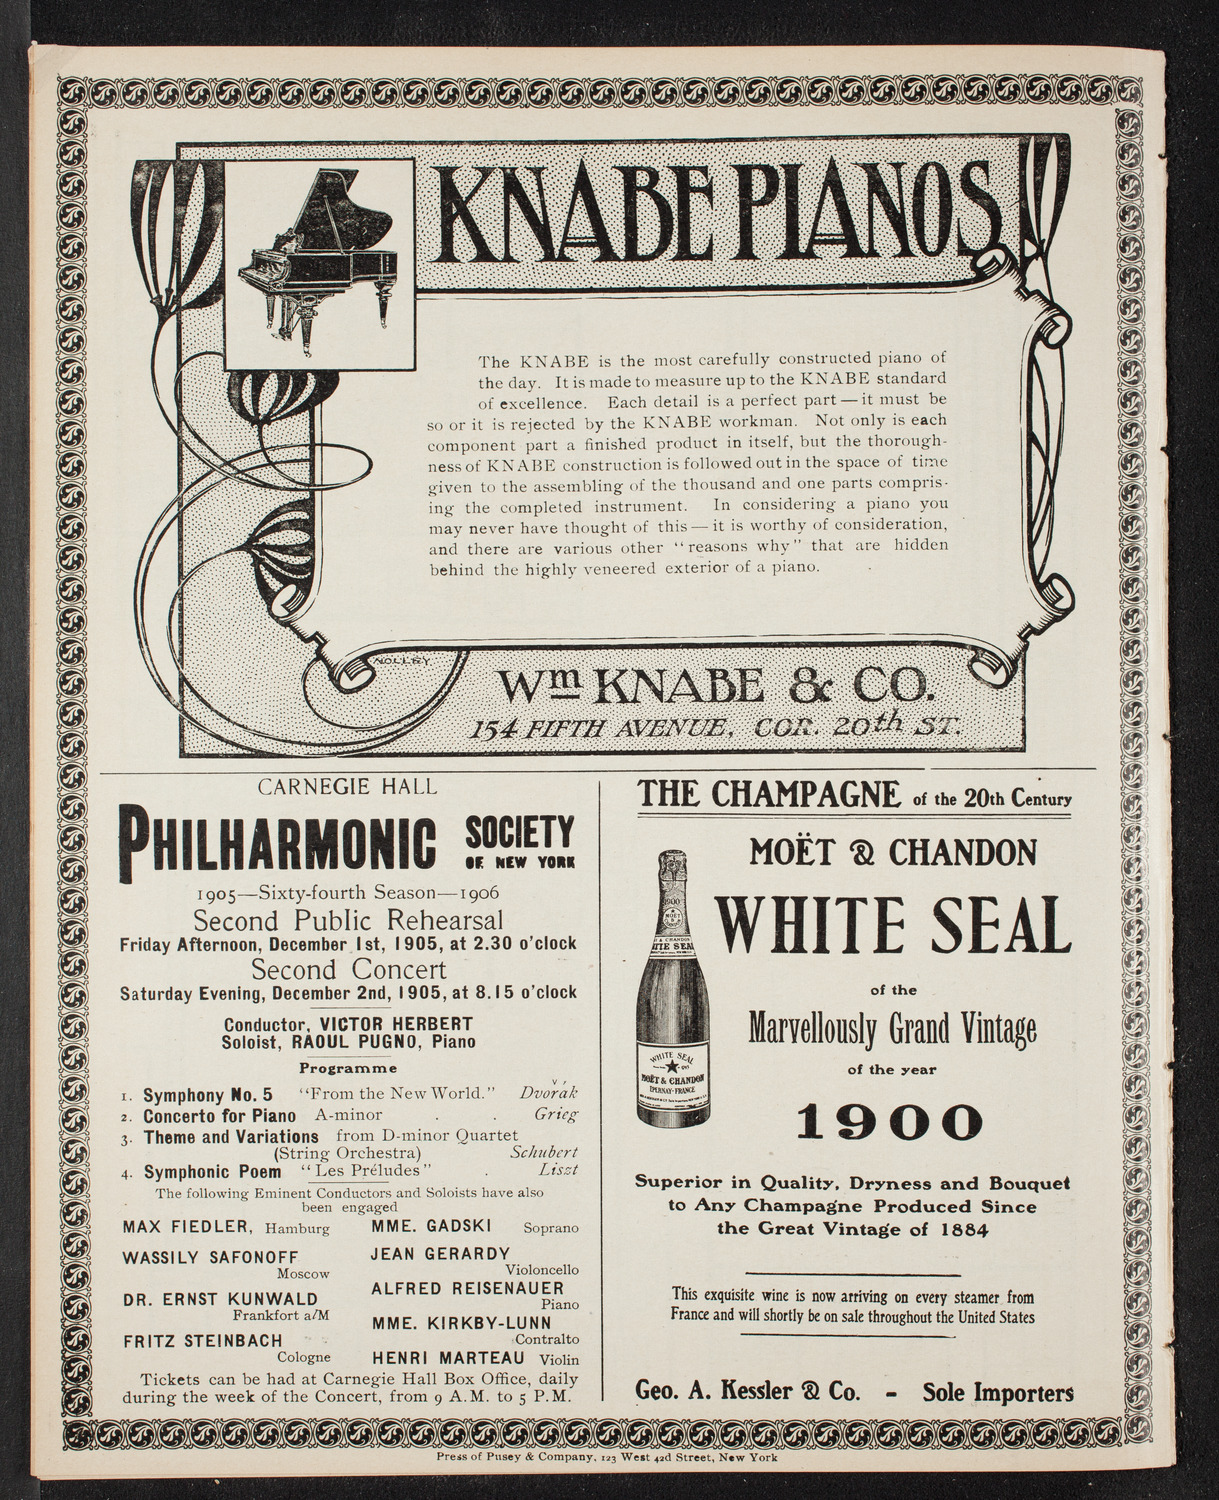 KNABE PIANOS
The KNABE is the most carefully constructed piano of
the day. It is made to measure up to the KNABE standard
of excellence. Each detail is a perfect part — it must be
so or it is rejected by the KNABE workman. Not only is each
component part a finished product in itself, but the thorough-
ness of KNABE construction is followed out in the space of time
given to the assembling of the thousand and one parts compris-
ing the completed instrument. In considering a piano you
may never have thought of this — it is worthy of consideration,
and there are various other "reasons why" that are hidden
behind the highly veneered exterior of a piano.
NOLLEY
Wm KNABE & CO.
154 FIFTH AVENUE, COR. 20th ST.
CARNEGIE HALL
PHILHARMONIC SOCIETY
OF NEW YORK
1905—Sixty-fourth Season—1906
Second Public Rehearsal
Friday Afternoon, December 1st, 1905, at 2.30 o'clock
Second Concert
Saturday Evening, December 2nd, 1905, at 8.15 o'clock
Conductor, VICTOR HERBERT
Soloist, RAOUL PUGNO, Piano
Programme
1. Symphony No. 5 "From the New World." Dvořák
2. Concerto for Piano A-minor . . Grieg
3. Theme and Variations from D-minor Quartet
(String Orchestra) Schubert
4. Symphonic Poem "Les Préludes" . Liszt
The following Eminent Conductors and Soloists have also
been engaged
MAX FIEDLER, Hamburg
WASSILY SAFONOFF
Moscow
DR. ERNST KUNWALD
Frankfort a/M
FRITZ STEINBACH
Cologne
MME. GADSKI Soprano
JEAN GERARDY
Violoncello
ALFRED REISENAUER
Piano
MME. KIRKBY-LUNN
Contralto
HENRI MARTEAU Violin
Tickets can be had at Carnegie Hall Box Office, daily
during the week of the Concert, from 9 A.M. to 5 P.M.
THE CHAMPAGNE of the 20th Century
MOËT & CHANDON
WHITE SEAL
of the
Marvellously Grand Vintage
of the year
1900
1900
MOËT
WHITE SEAL
MOËT & CHANDON
EPERNAY-FRANCE
Superior in Quality, Dryness and Bouquet
to Any Champagne Produced Since
the Great Vintage of 1884
This exquisite wine is now arriving on every steamer from
France and will shortly be on sale throughout the United States
Geo. A. Kessler & Co. - Sole Importers
Press of Pusey & Company, 123 West 42d Street, New York